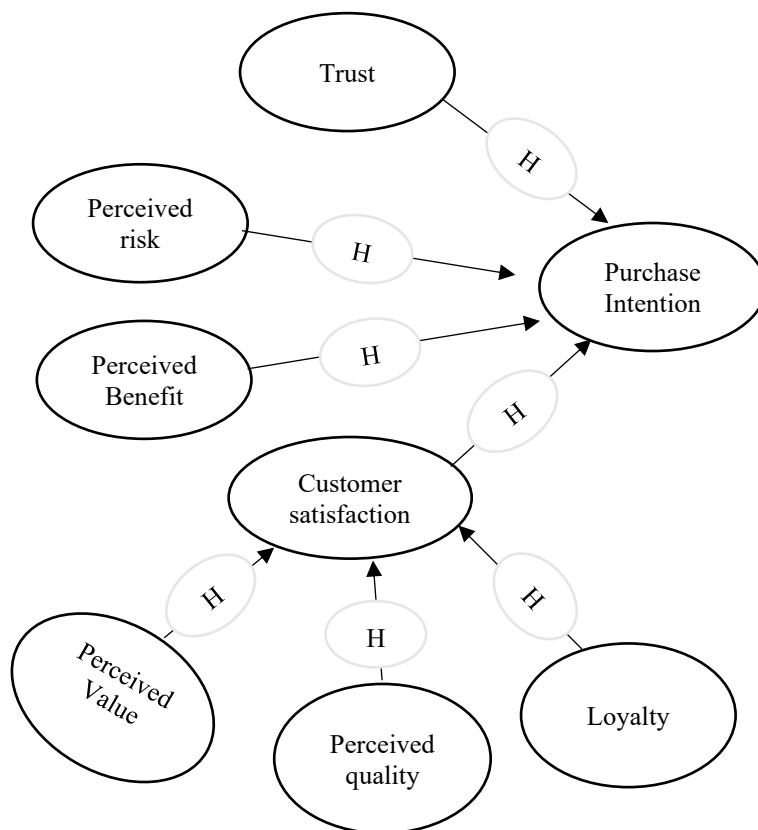 Trust
H
Perceived
risk
H
Purchase
Intention
Perceived
Benefit
H
H
Customer
satisfaction
H
H
H
Perceived
Value
Perceived
quality
Loyalty